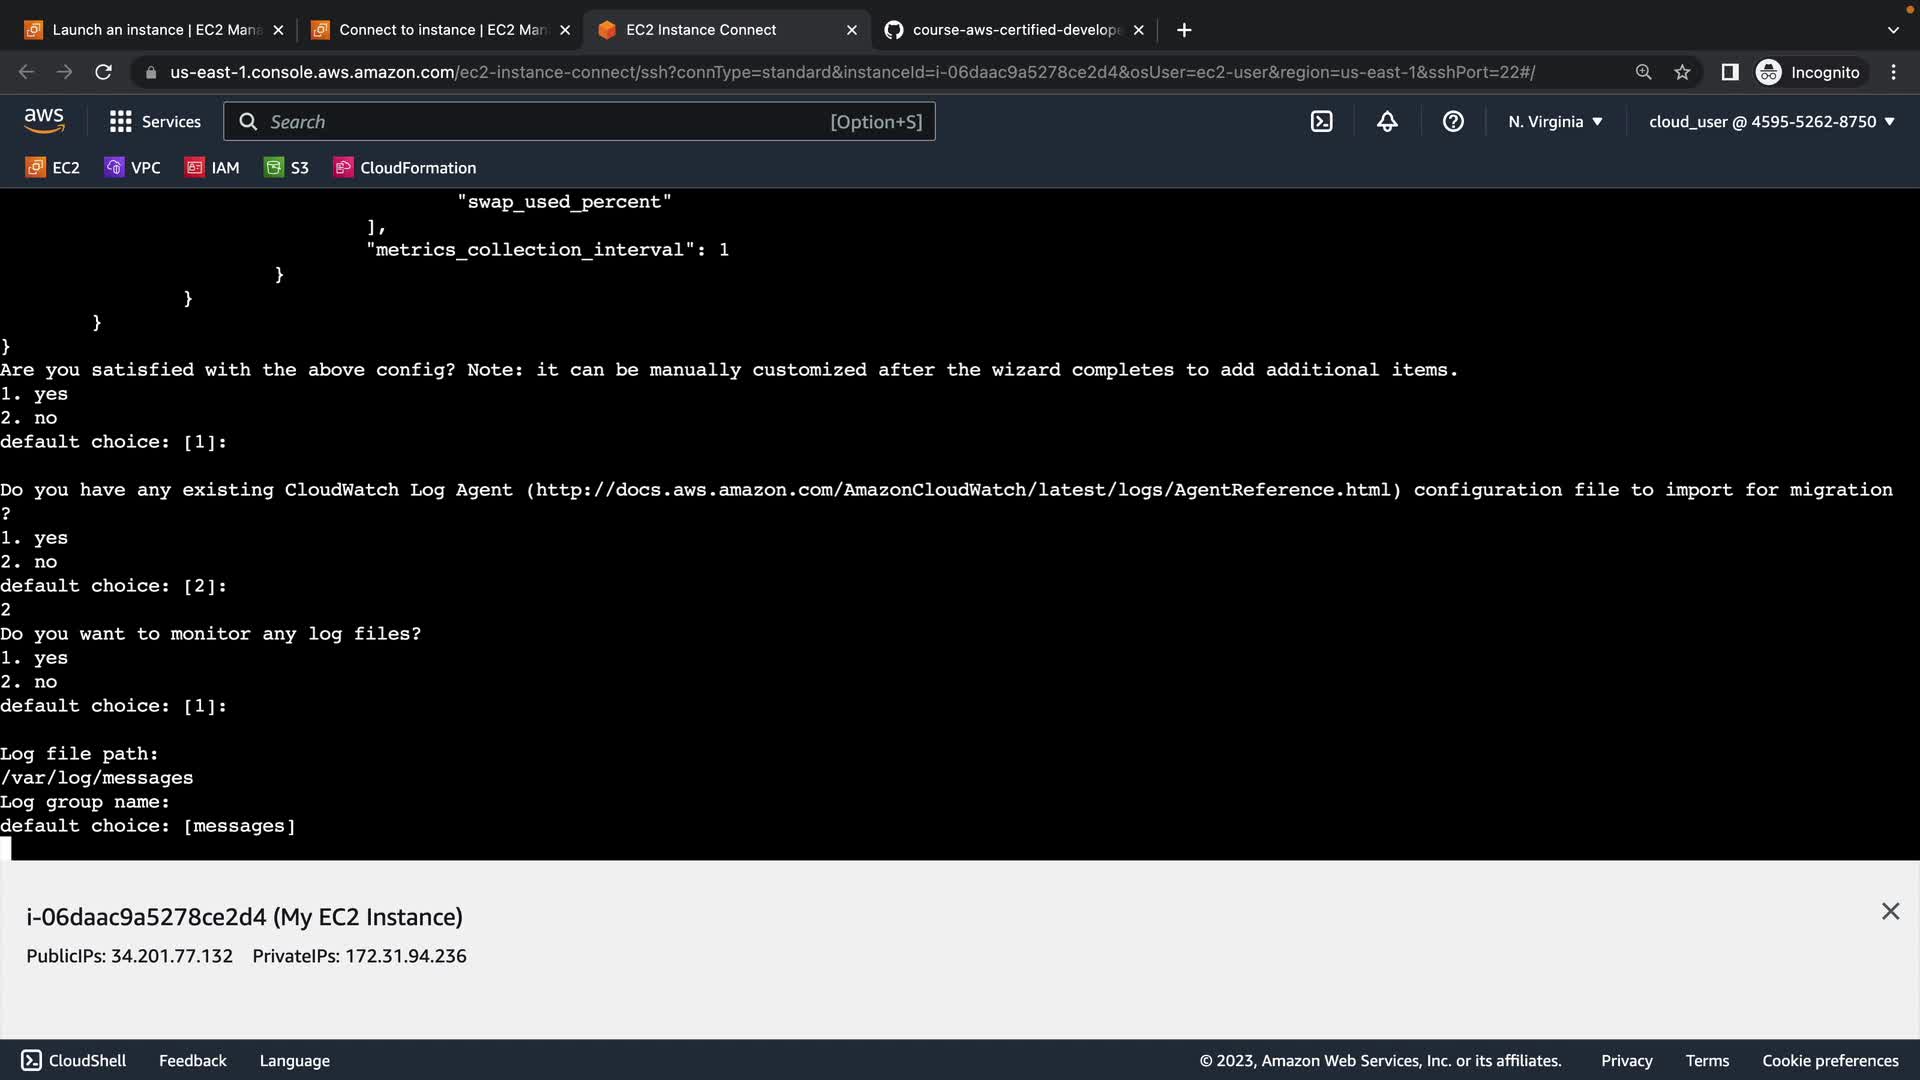 Launch an instance | EC2 Mana
Connect to instance | EC2 Man
EC2 Instance Connect
course-aws-certified-develope
us-east-1.console.aws.amazon.com/ec2-instance-connect/ssh?connType=standard&instanceId=i-06daac9a5278ce2d4&osUser=ec2-user&region=us-east-1&sshPort=22#/
Incognito
aws
Services
Search
[Option+S]
N. Virginia
cloud_user @ 4595-5262-8750
EC2
VPC
IAM
S3
CloudFormation
"swap_used_percent"
],
"metrics_collection_interval": 1
}
}
}
}
Are you satisfied with the above config? Note: it can be manually customized after the wizard completes to add additional items.
1. yes
2. no
default choice: [1]:
Do you have any existing CloudWatch Log Agent (http://docs.aws.amazon.com/AmazonCloudWatch/latest/logs/AgentReference.html) configuration file to import for migration
?
1. yes
2. no
default choice: [2]:
2
Do you want to monitor any log files?
1. yes
2. no
default choice: [1]:
Log file path:
/var/log/messages
Log group name:
default choice: [messages]
i-06daac9a5278ce2d4 (My EC2 Instance)
PublicIPs: 34.201.77.132 PrivateIPs: 172.31.94.236
CloudShell
Feedback
Language
© 2023, Amazon Web Services, Inc. or its affiliates.
Privacy
Terms
Cookie preferences